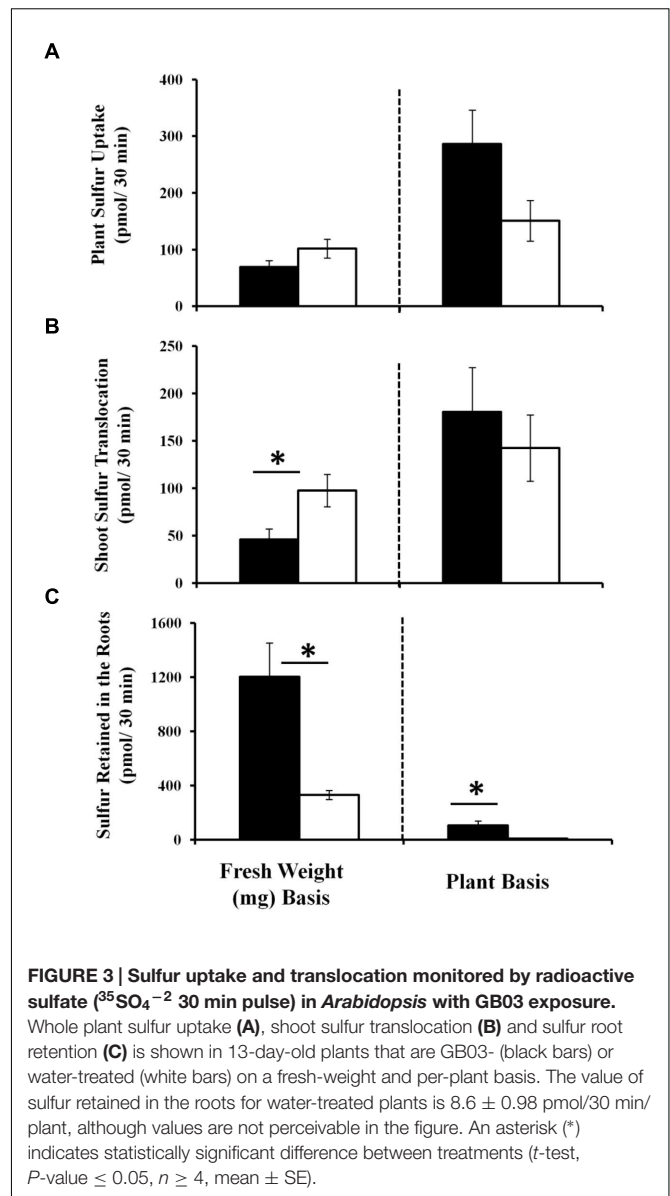 A
Plant Sulfur Uptake
(pmol/ 30 min)
400
300
200
100
0
B
Shoot Sulfur Translocation
(pmol/ 30 min)
250
200
150
100
50
0
*
C
Sulfur Retained in the Roots
(pmol/ 30 min)
1600
1200
800
400
0
*
*
Fresh Weight
(mg) Basis
Plant Basis
FIGURE 3 | Sulfur uptake and translocation monitored by radioactive
sulfate (³⁵SO₄⁻² 30 min pulse) in Arabidopsis with GB03 exposure.
Whole plant sulfur uptake (A), shoot sulfur translocation (B) and sulfur root
retention (C) is shown in 13-day-old plants that are GB03- (black bars) or
water-treated (white bars) on a fresh-weight and per-plant basis. The value of
sulfur retained in the roots for water-treated plants is 8.6 ± 0.98 pmol/30 min/
plant, although values are not perceivable in the figure. An asterisk (*)
indicates statistically significant difference between treatments (t-test,
P-value ≤ 0.05, n ≥ 4, mean ± SE).